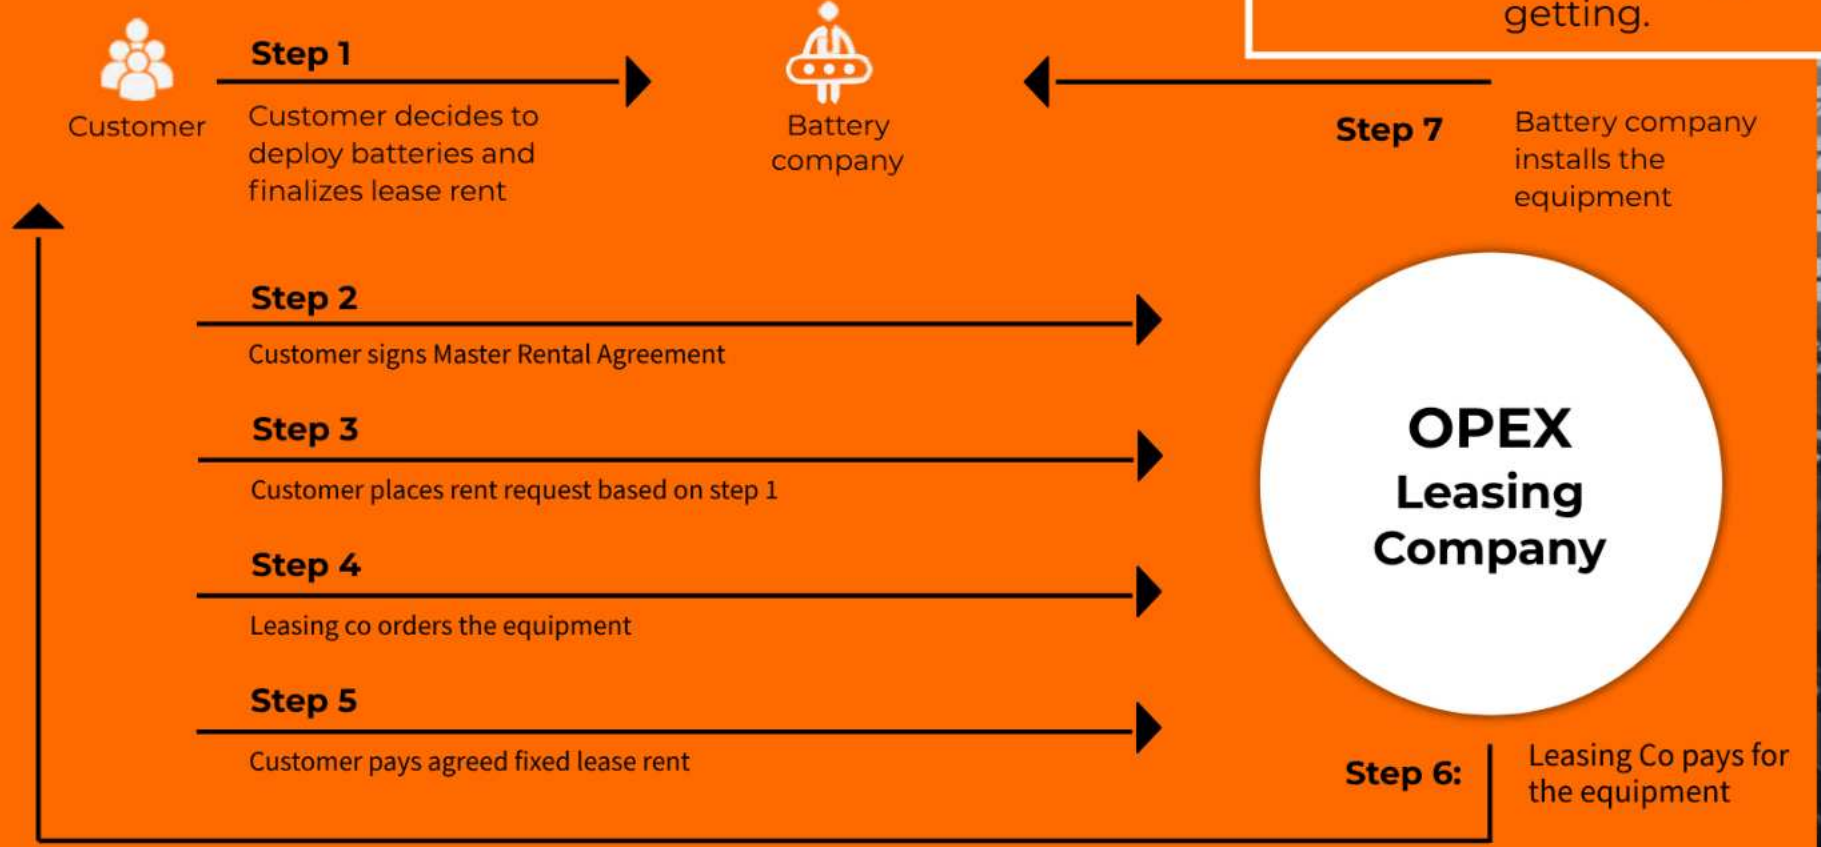 getting.
Customer
Step 1
Customer decides to
deploy batteries and
finalizes lease rent
Battery
company
Step 7
Battery company
installs the
equipment
Step 2
Customer signs Master Rental Agreement
Step 3
Customer places rent request based on step 1
Step 4
Leasing co orders the equipment
Step 5
Customer pays agreed fixed lease rent
OPEX
Leasing
Company
Step 6:
Leasing Co pays for
the equipment